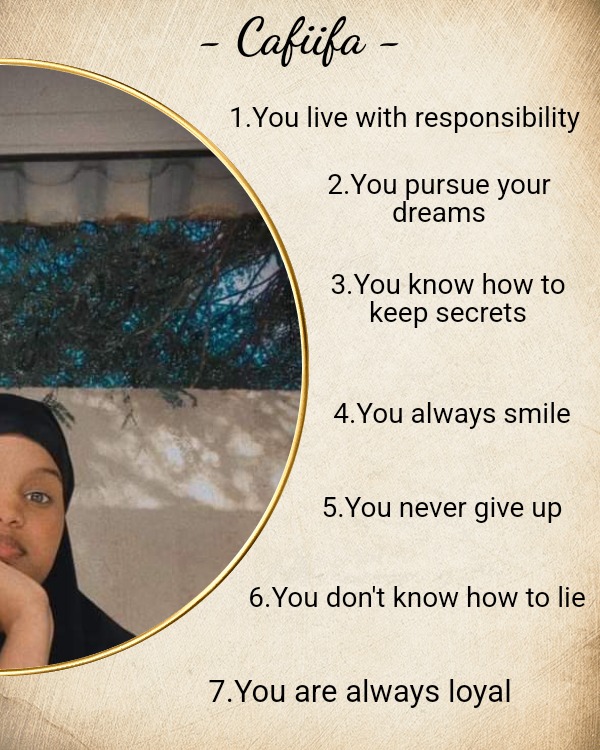 - Cafiifa -
1.You live with responsibility
2.You pursue your
dreams
3.You know how to
keep secrets
4.You always smile
5.You never give up
6.You don't know how to lie
7.You are always loyal